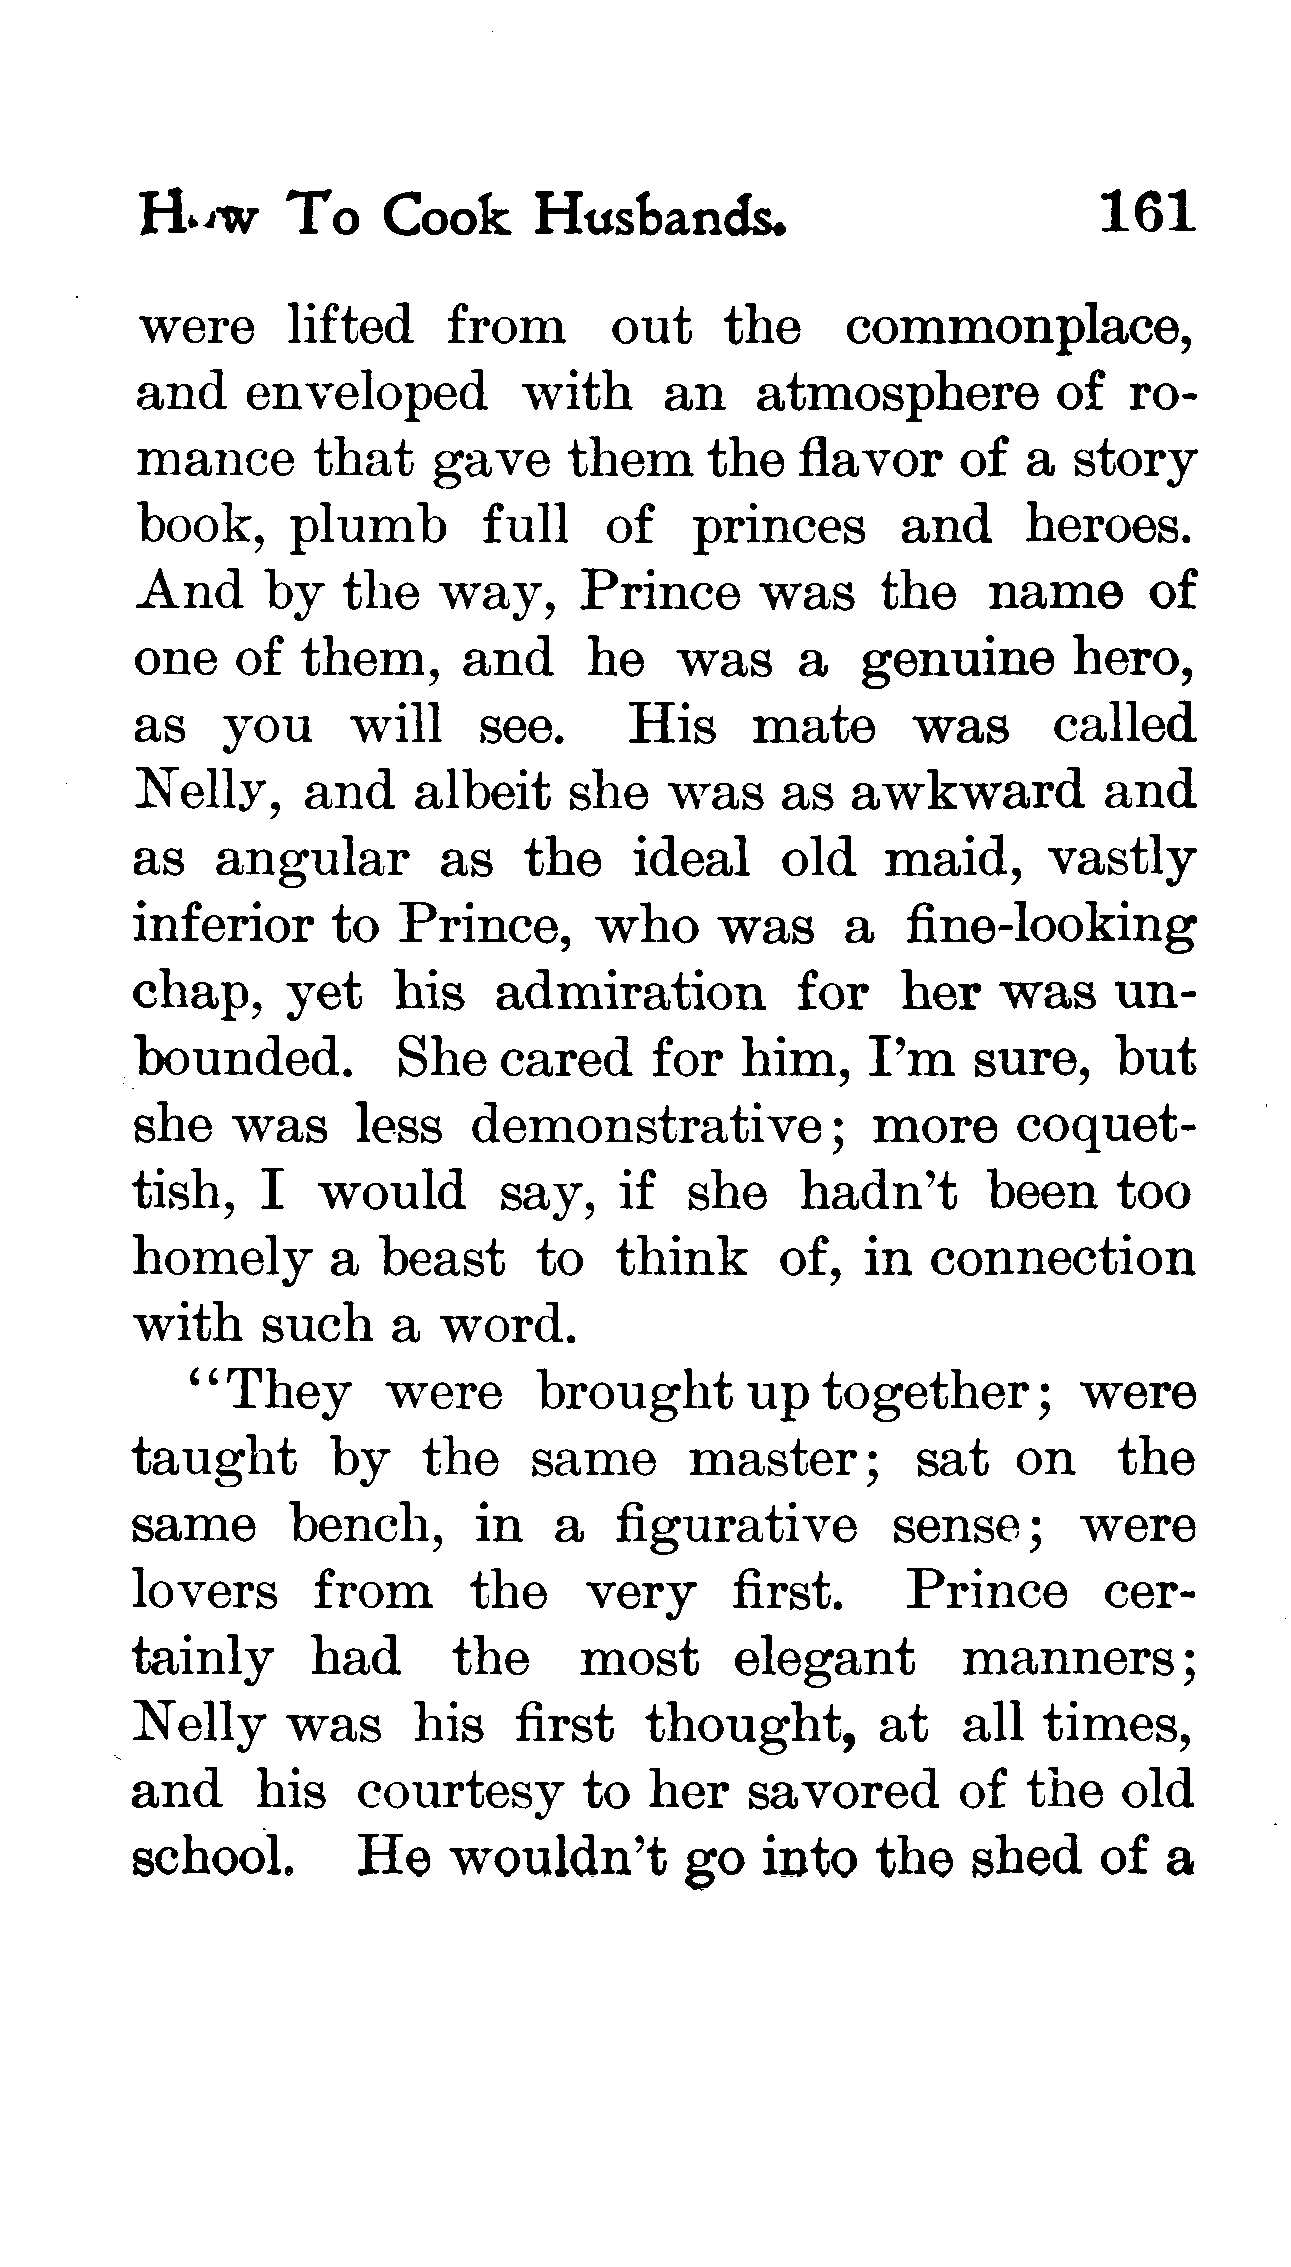 How To Cook Husbands. 161
were lifted from out the commonplace,
and enveloped with an atmosphere of ro-
mance that gave them the flavor of a story
book, plumb full of princes and heroes.
And by the way, Prince was the name of
one of them, and he was a genuine hero,
as you will see. His mate was called
Nelly, and albeit she was as awkward and
as angular as the ideal old maid, vastly
inferior to Prince, who was a fine-looking
chap, yet his admiration for her was un-
bounded. She cared for him, I'm sure, but
she was less demonstrative; more coquet-
tish, I would say, if she hadn't been too
homely a beast to think of, in connection
with such a word.
“They were brought up together; were
taught by the same master; sat on the
same bench, in a figurative sense; were
lovers from the very first. Prince cer-
tainly had the most elegant manners;
Nelly was his first thought, at all times,
and his courtesy to her savored of the old
school. He wouldn't go into the shed of a